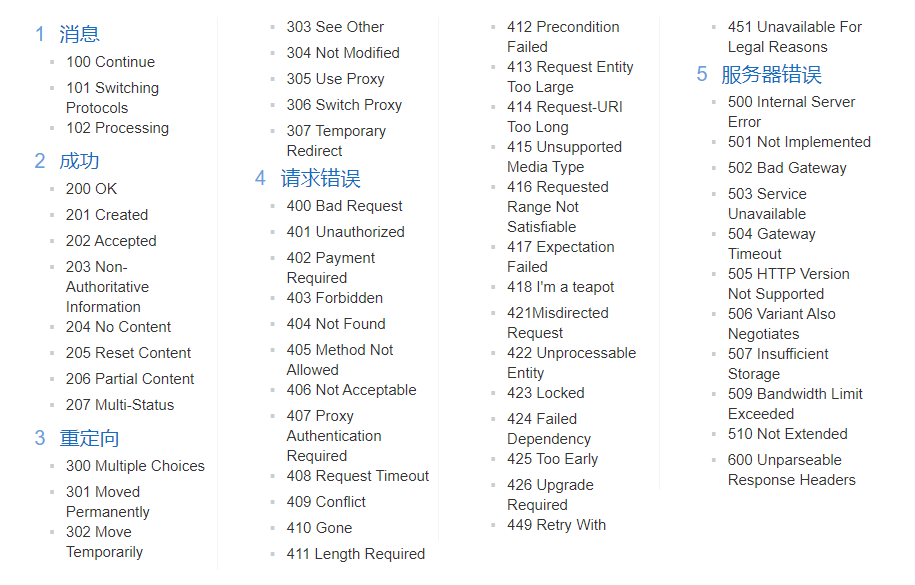 1 消息
100 Continue
101 Switching
Protocols
102 Processing
2 成功
200 OK
201 Created
202 Accepted
203 Non-
Authoritative
Information
204 No Content
205 Reset Content
206 Partial Content
207 Multi-Status
3 重定向
300 Multiple Choices
301 Moved
Permanently
302 Move
Temporarily
303 See Other
304 Not Modified
305 Use Proxy
306 Switch Proxy
307 Temporary
Redirect
4 请求错误
400 Bad Request
401 Unauthorized
402 Payment
Required
403 Forbidden
404 Not Found
405 Method Not
Allowed
406 Not Acceptable
407 Proxy
Authentication
Required
408 Request Timeout
409 Conflict
410 Gone
411 Length Required
412 Precondition
Failed
413 Request Entity
Too Large
414 Request-URI
Too Long
415 Unsupported
Media Type
416 Requested
Range Not
Satisfiable
417 Expectation
Failed
418 I'm a teapot
421Misdirected
Request
422 Unprocessable
Entity
423 Locked
424 Failed
Dependency
425 Too Early
426 Upgrade
Required
449 Retry With
451 Unavailable For
Legal Reasons
5 服务器错误
500 Internal Server
Error
501 Not Implemented
502 Bad Gateway
503 Service
Unavailable
504 Gateway
Timeout
505 HTTP Version
Not Supported
506 Variant Also
Negotiates
507 Insufficient
Storage
509 Bandwidth Limit
Exceeded
510 Not Extended
600 Unparseable
Response Headers